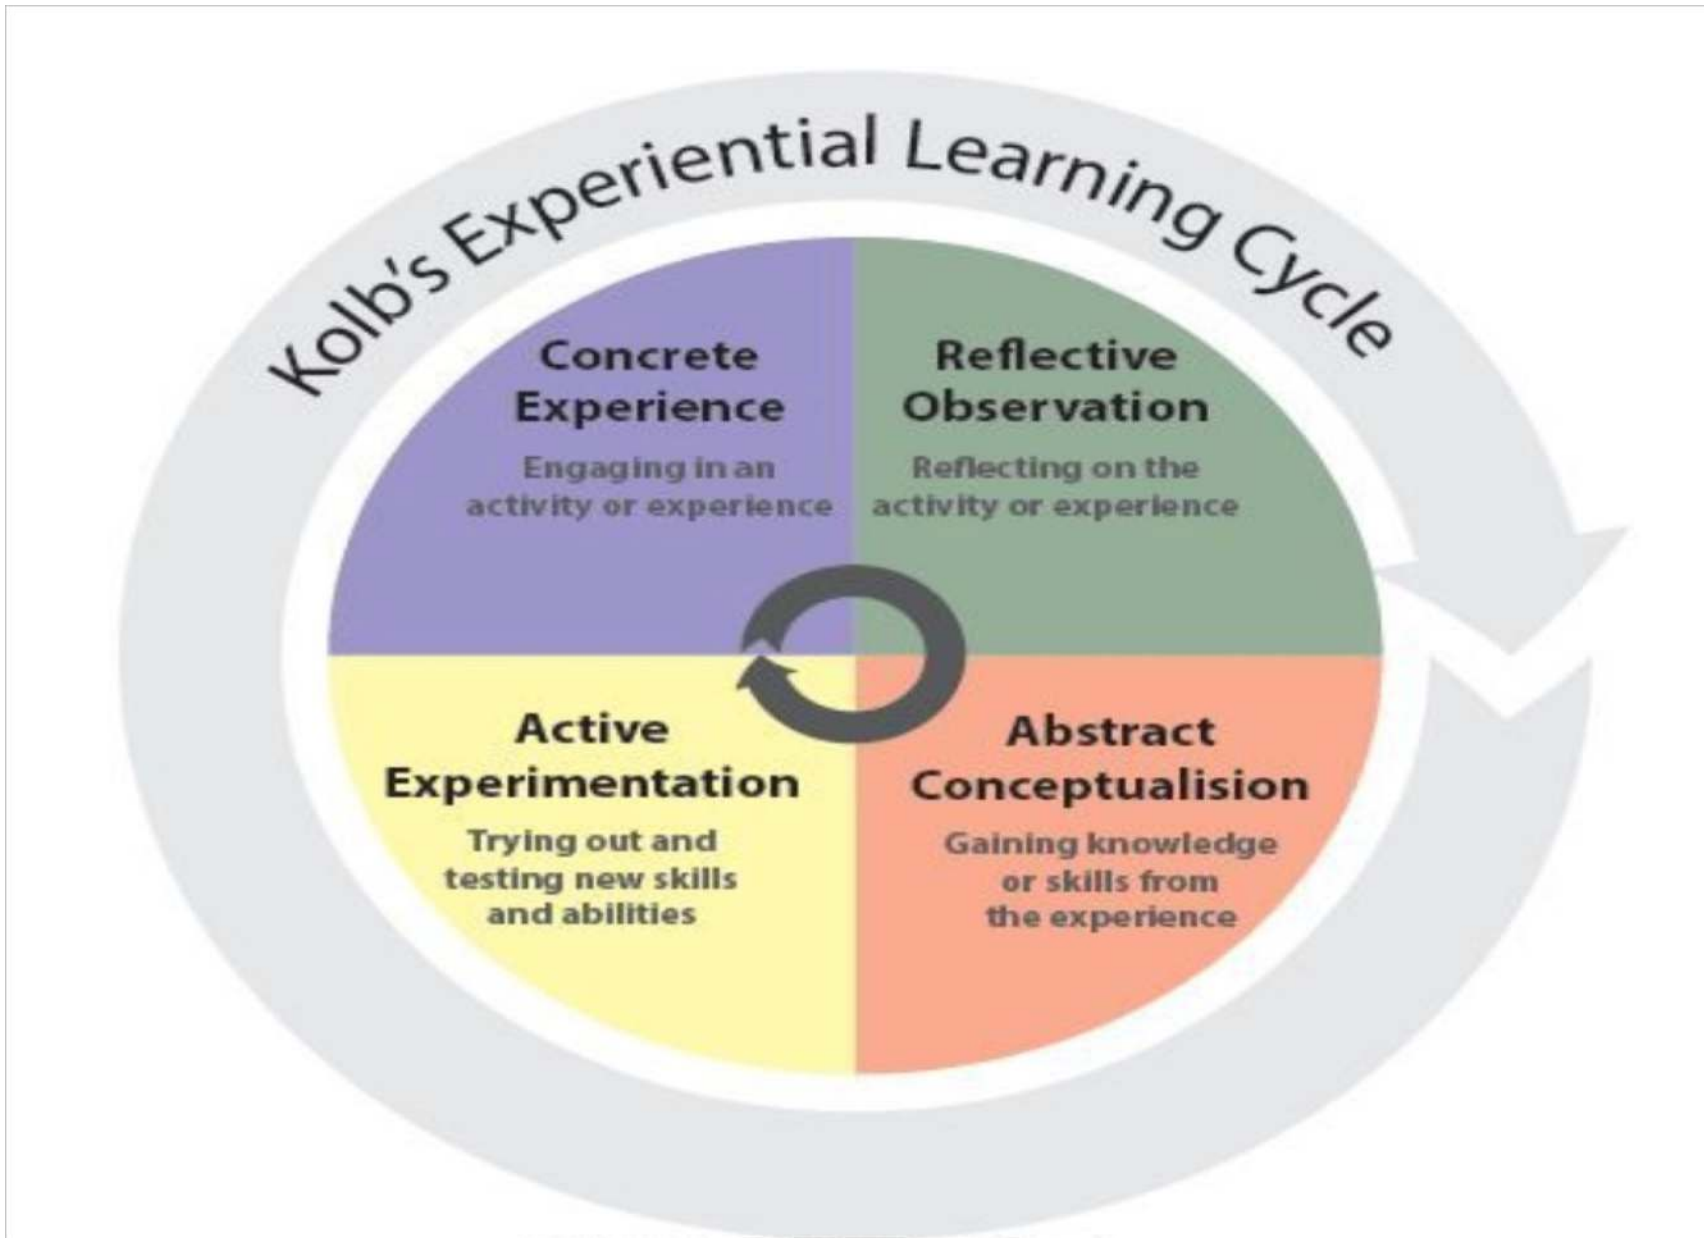 Kolb's Experiential Learning Cycle
Concrete
Experience
Engaging in an
activity or experience
Reflective
Observation
Reflecting on the
activity or experience
Active
Experimentation
Trying out and
testing new skills
and abilities
Abstract
Conceptualision
Gaining knowledge
or skills from
the experience